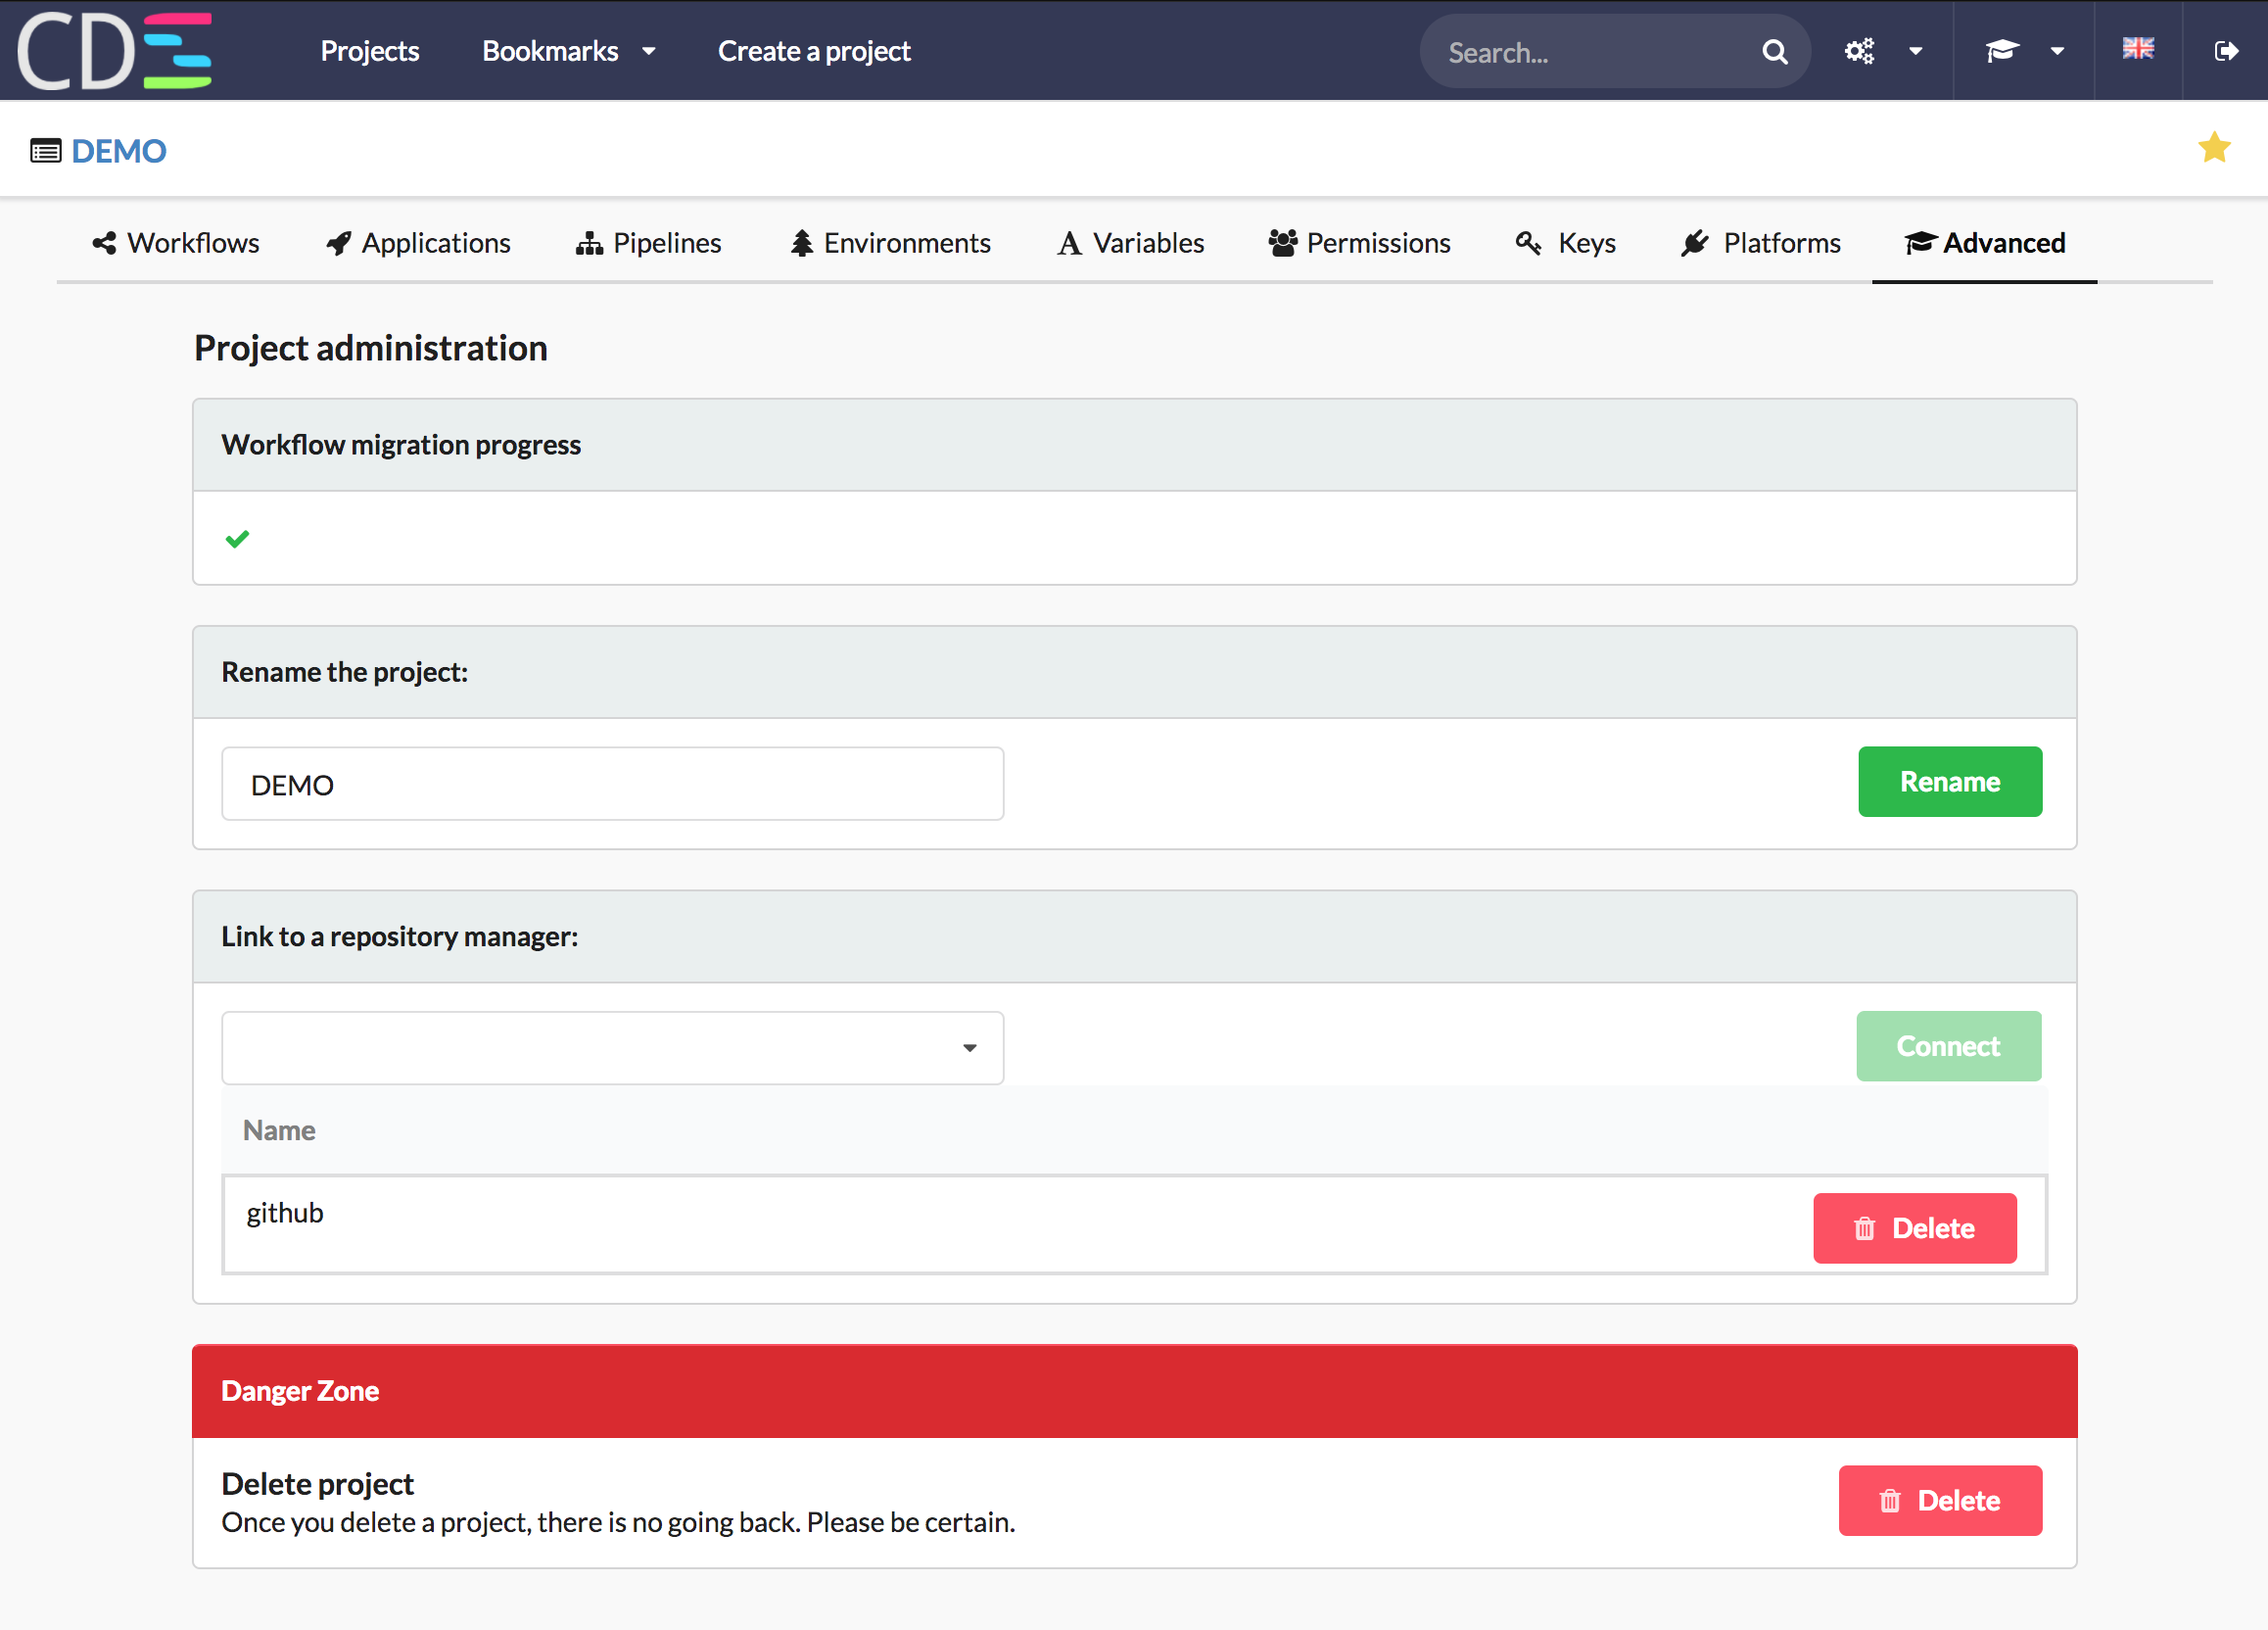 CDS
Projects Bookmarks Create a project Search...
DEMO
Workflows Applications Pipelines Environments Variables Permissions Keys Platforms Advanced
Project administration
Workflow migration progress
Rename the project:
DEMO Rename
Link to a repository manager:
Connect
Name
github Delete
Danger Zone
Delete project
Once you delete a project, there is no going back. Please be certain.
Delete